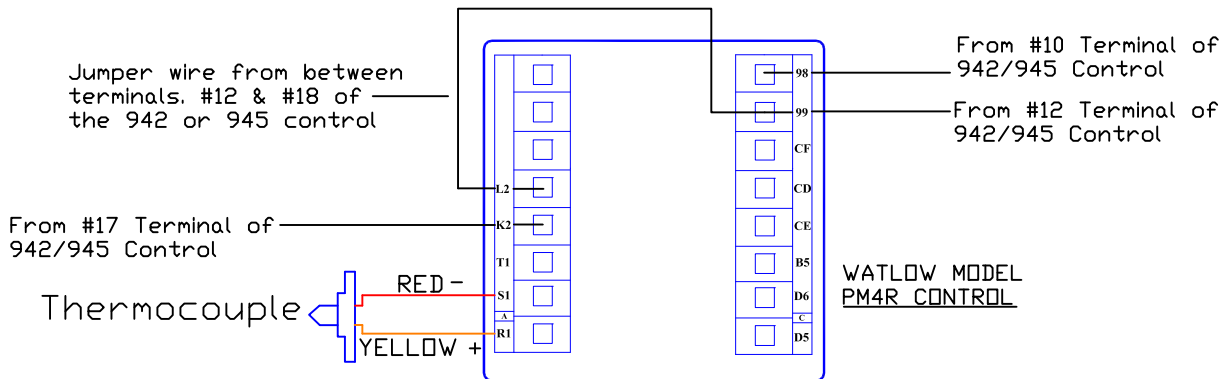 Jumper wire from between
terminals. #12 & #18 of
the 942 or 945 control
From #10 Terminal of
942/945 Control
98
99
From #12 Terminal of
942/945 Control
CF
L2
CD
From #17 Terminal of
942/945 Control
K2
CE
T1
B5
WATLOW MODEL
PM4R CONTROL
RED -
Thermocouple
S1
D6
A
C
R1
D5
YELLOW +